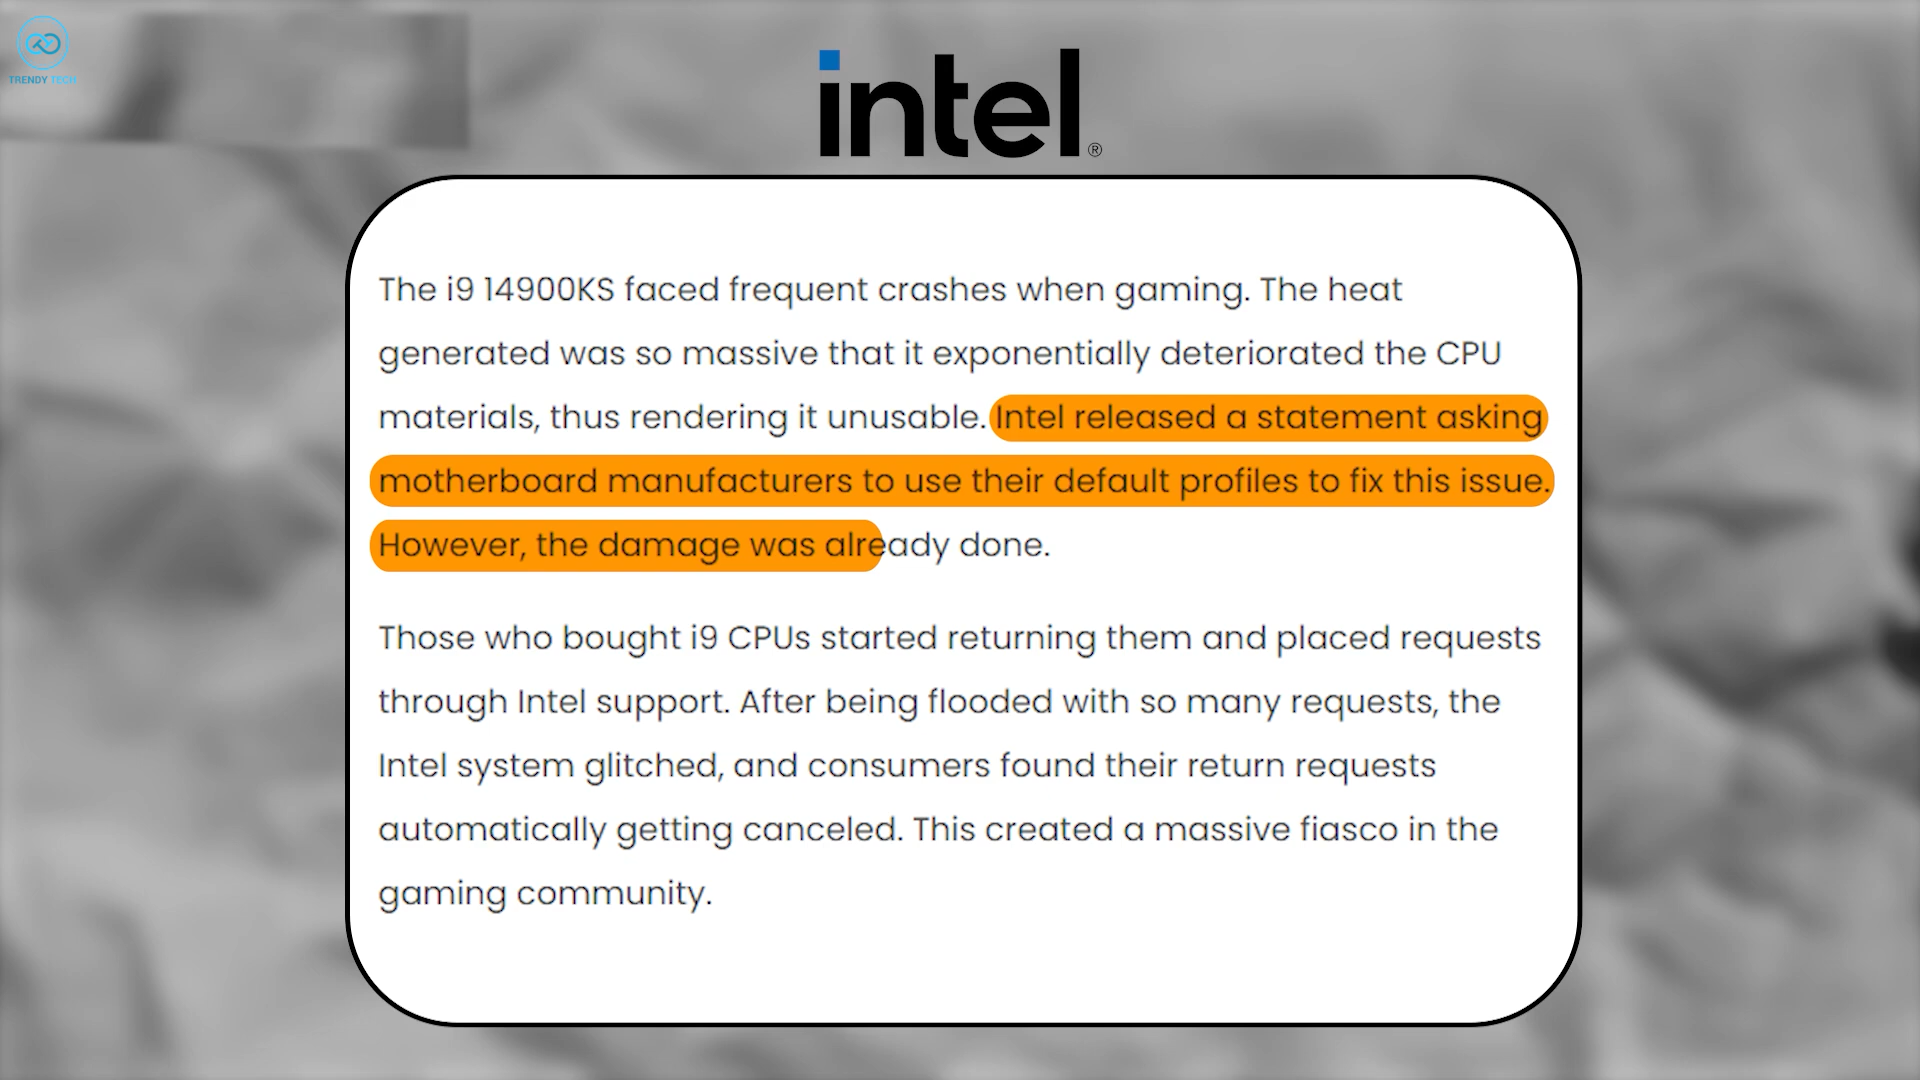 TRENDY TECH
intel®
The i9 14900KS faced frequent crashes when gaming. The heat
generated was so massive that it exponentially deteriorated the CPU
materials, thus rendering it unusable. Intel released a statement asking
motherboard manufacturers to use their default profiles to fix this issue.
However, the damage was already done.
Those who bought i9 CPUs started returning them and placed requests
through Intel support. After being flooded with so many requests, the
Intel system glitched, and consumers found their return requests
automatically getting canceled. This created a massive fiasco in the
gaming community.